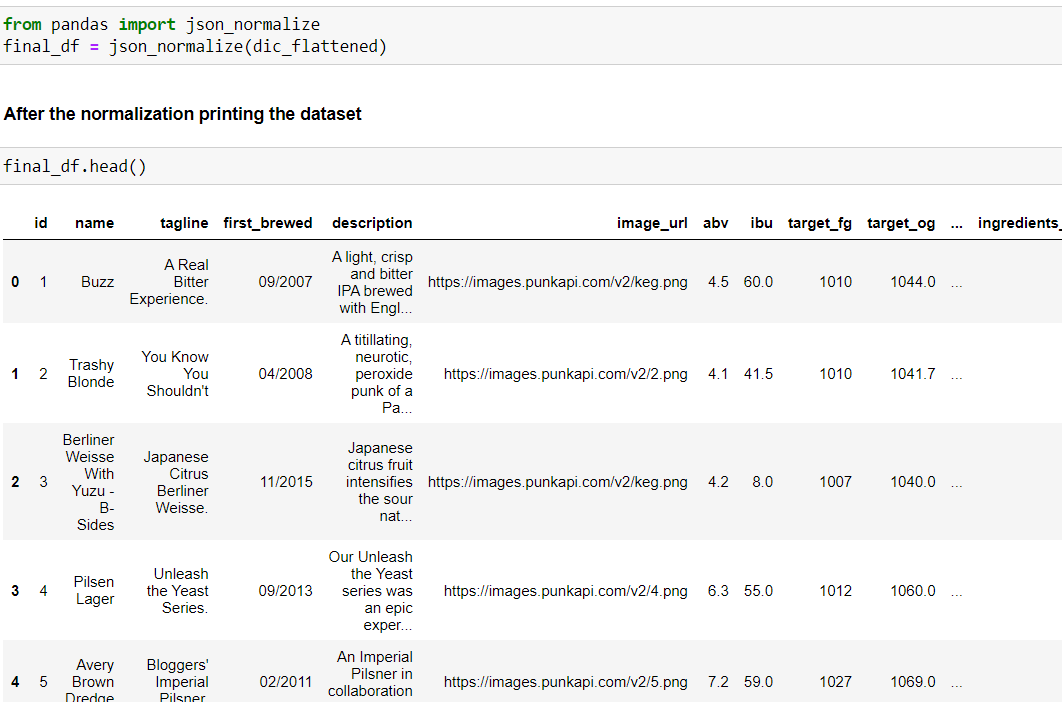 from pandas import json_normalize
final_df = json_normalize(dic_flattened)
After the normalization printing the dataset
final_df.head()
id name tagline first_brewed description image_url abv ibu target_fg target_og ... ingredients_
0 1 Buzz A Real Bitter Experience. 09/2007 A light, crisp and bitter IPA brewed with Engl... https://images.punkapi.com/v2/keg.png 4.5 60.0 1010 1044.0 ...
1 2 Trashy Blonde You Know You Shouldn't 04/2008 A titillating, neurotic, peroxide punk of a Pa... https://images.punkapi.com/v2/2.png 4.1 41.5 1010 1041.7 ...
2 3 Berliner Weisse With Yuzu - B-Sides Japanese Citrus Berliner Weisse. 11/2015 Japanese citrus fruit intensifies the sour nat... https://images.punkapi.com/v2/keg.png 4.2 8.0 1007 1040.0 ...
3 4 Pilsen Lager Unleash the Yeast Series. 09/2013 Our Unleash the Yeast series was an epic exper... https://images.punkapi.com/v2/4.png 6.3 55.0 1012 1060.0 ...
4 5 Avery Brown Dredge Bloggers' Imperial Pilsner. 02/2011 An Imperial Pilsner in collaboration https://images.punkapi.com/v2/5.png 7.2 59.0 1027 1069.0 ...